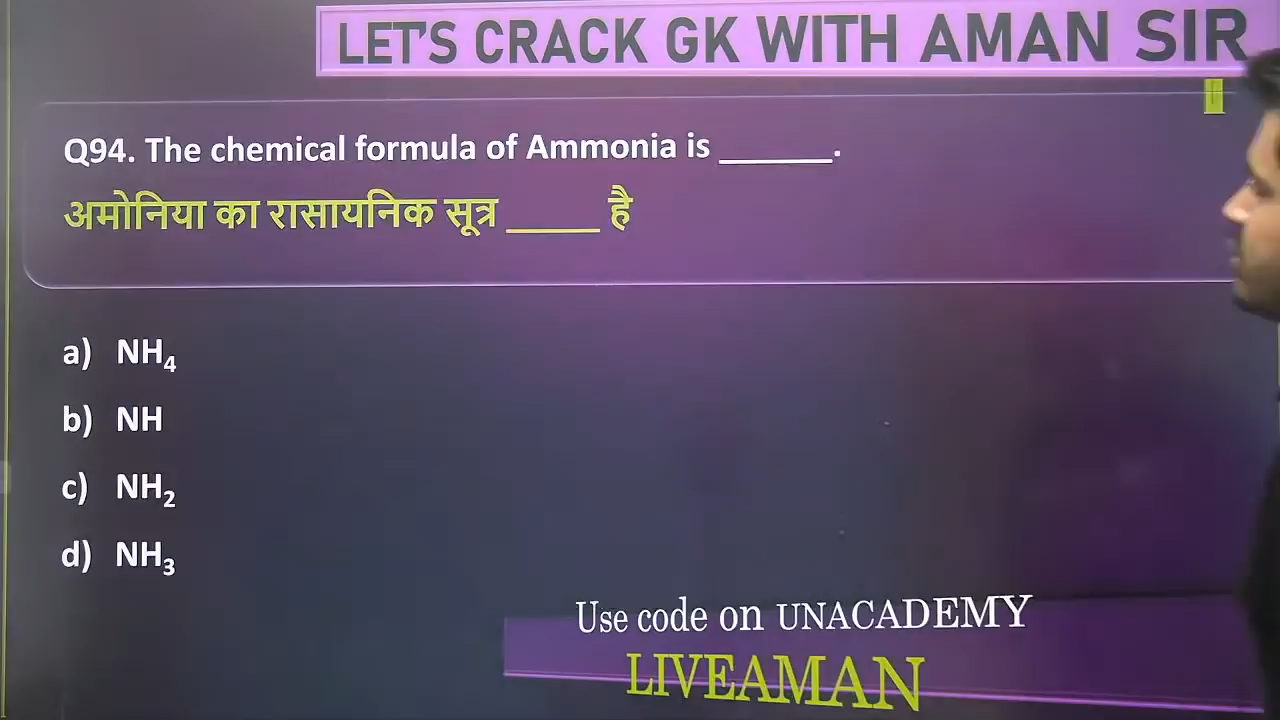 LET'S CRACK GK WITH AMAN SIR
Q94. The chemical formula of Ammonia is ______.
अमोनिया का रासायनिक सूत्र _____ है
a) NH₄
b) NH
c) NH₂
d) NH₃
Use code on UNACADEMY
LIVEAMAN